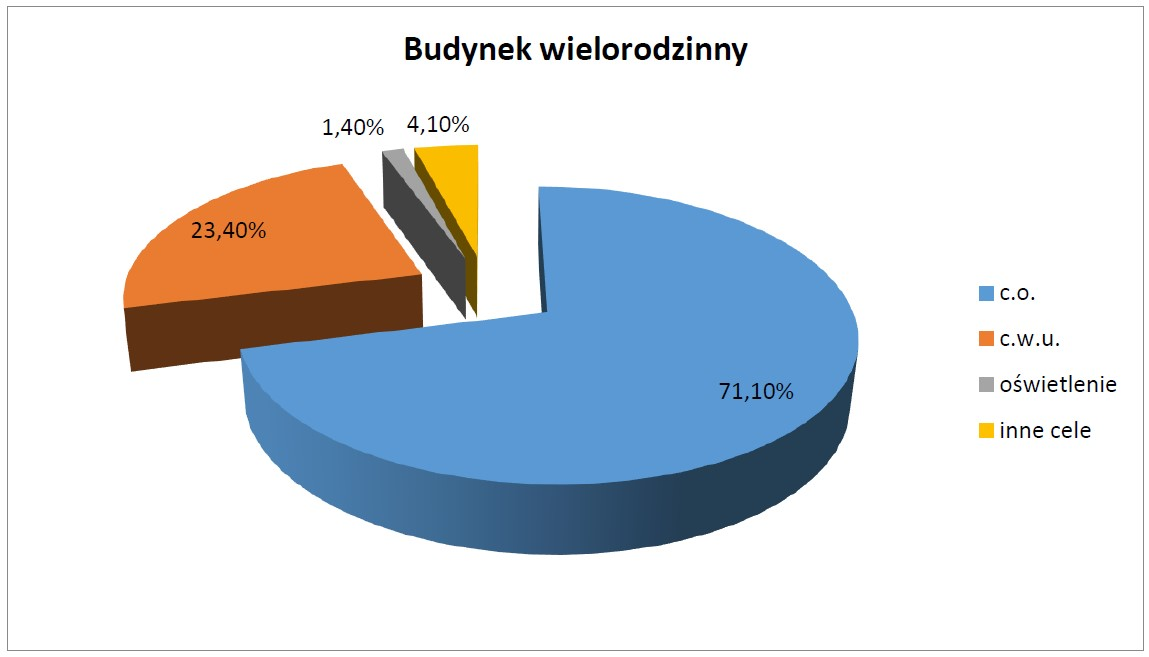 Budynek wielorodzinny
1,40%
4,10%
23,40%
71,10%
c.o.
c.w.u.
oświetlenie
inne cele